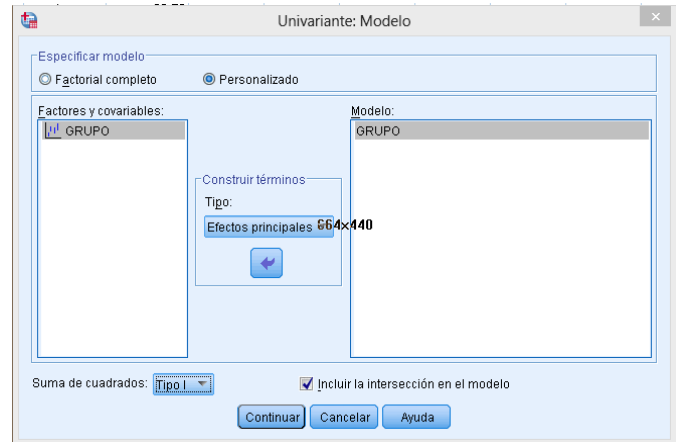 Univariante: Modelo
Especificar modelo
Factorial completo
Personalizado
Factores y covariables:
GRUPO
Construir términos
Tipo:
Efectos principales
664×440
Modelo:
GRUPO
Suma de cuadrados: Tipo I
Incluir la intersección en el modelo
Continuar
Cancelar
Ayuda